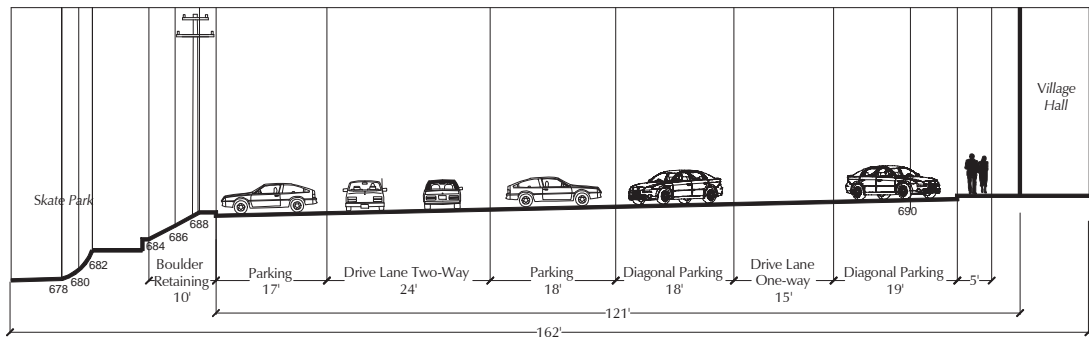 Village
Hall
Skate Park
678
680
682
684
686
688
690
Boulder
Retaining
10'
Parking
17'
Drive Lane Two-Way
24'
Parking
18'
Diagonal Parking
18'
Drive Lane
One-way
15'
Diagonal Parking
19'
5'
121'
162'